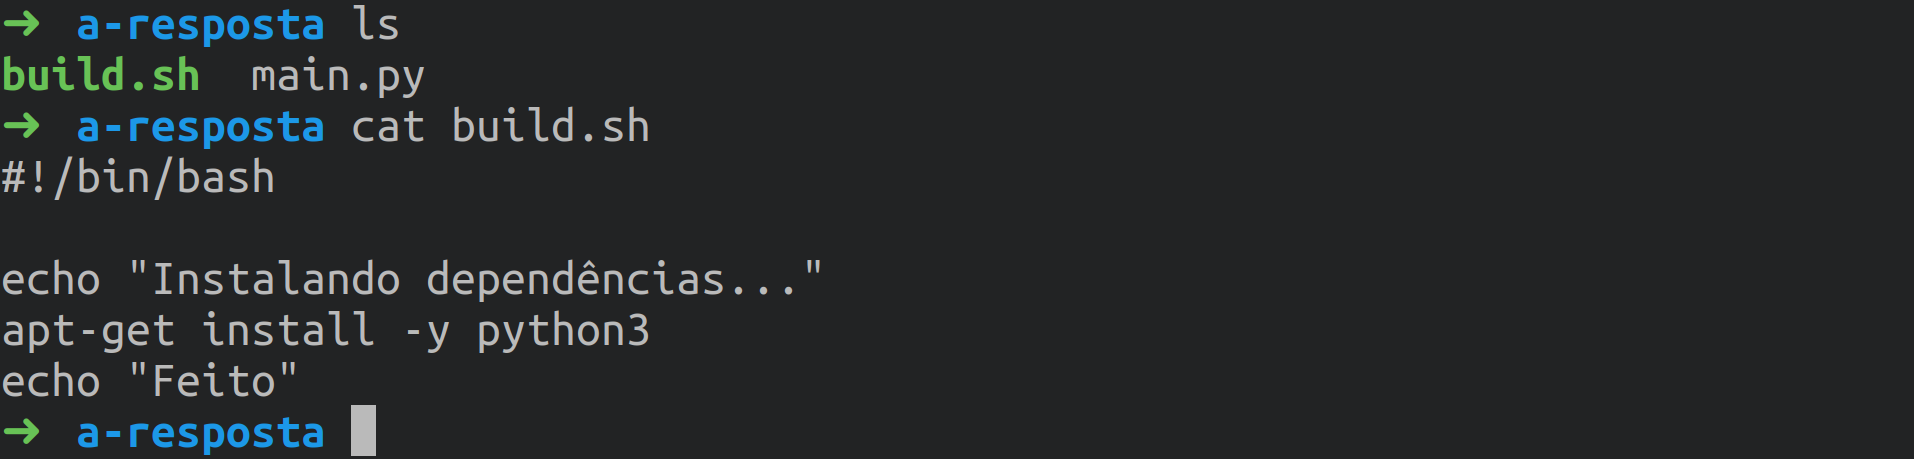 ➜ a-resposta ls
build.sh  main.py
➜ a-resposta cat build.sh
#!/bin/bash

echo "Instalando dependências..."
apt-get install -y python3
echo "Feito"
➜ a-resposta